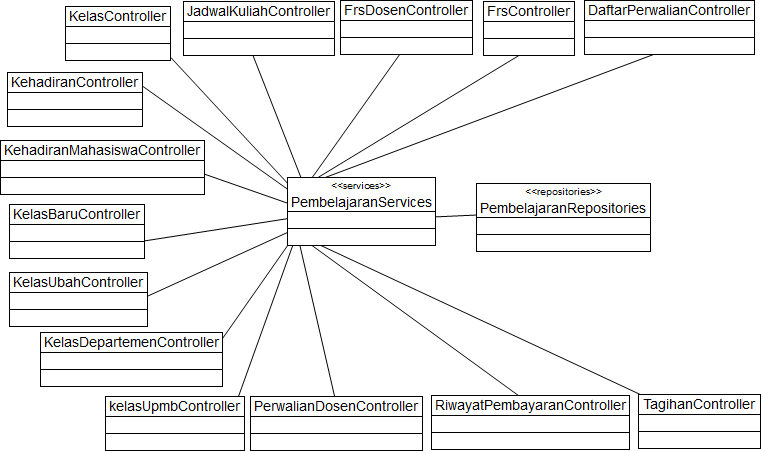 KelasController
JadwalKuliahController
FrsDosenController
FrsController
DaftarPerwalianController
KehadiranController
KehadiranMahasiswaController
<<services>>
PembelajaranServices
<<repositories>>
PembelajaranRepositories
KelasBaruController
KelasUbahController
KelasDepartemenController
kelasUpmbController
PerwalianDosenController
RiwayatPembayaranController
TagihanController